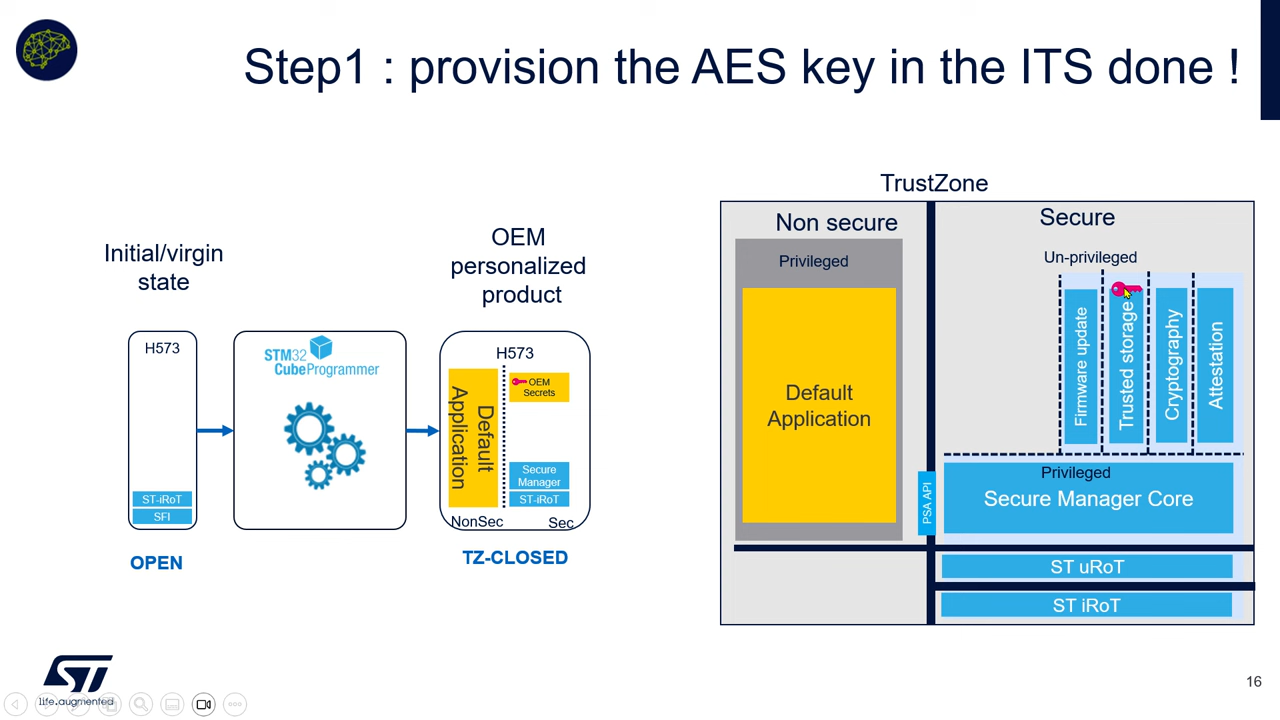 Step1 : provision the AES key in the ITS done !
Initial/virgin
state
H573
ST-iRoT
SFI
OPEN
STM32
CubeProgrammer
OEM
personalized
product
H573
Default
Application
OEM
Secrets
Secure
Manager
ST-iRoT
NonSec
Sec
TZ-CLOSED
TrustZone
Non secure
Privileged
Default
Application
PSA API
Secure
Un-privileged
Firmware update
Trusted storage
Cryptography
Attestation
Privileged
Secure Manager Core
ST uRoT
ST iRoT
ST
life.augmented
16